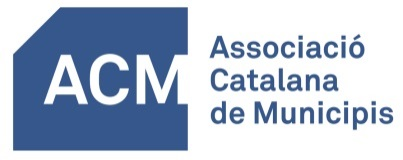 ACM
Associació
Catalana
de Municipis